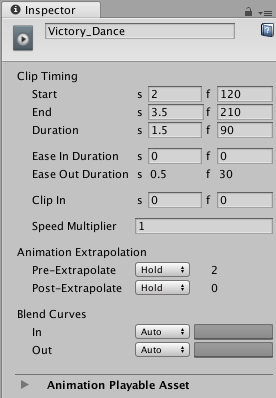 Inspector
Victory_Dance
Clip Timing
Start s 2 f 120
End s 3.5 f 210
Duration s 1.5 f 90
Ease In Duration s 0 f 0
Ease Out Duration s 0.5 f 30
Clip In s 0 f 0
Speed Multiplier 1
Animation Extrapolation
Pre-Extrapolate Hold 2
Post-Extrapolate Hold 0
Blend Curves
In Auto
Out Auto
Animation Playable Asset